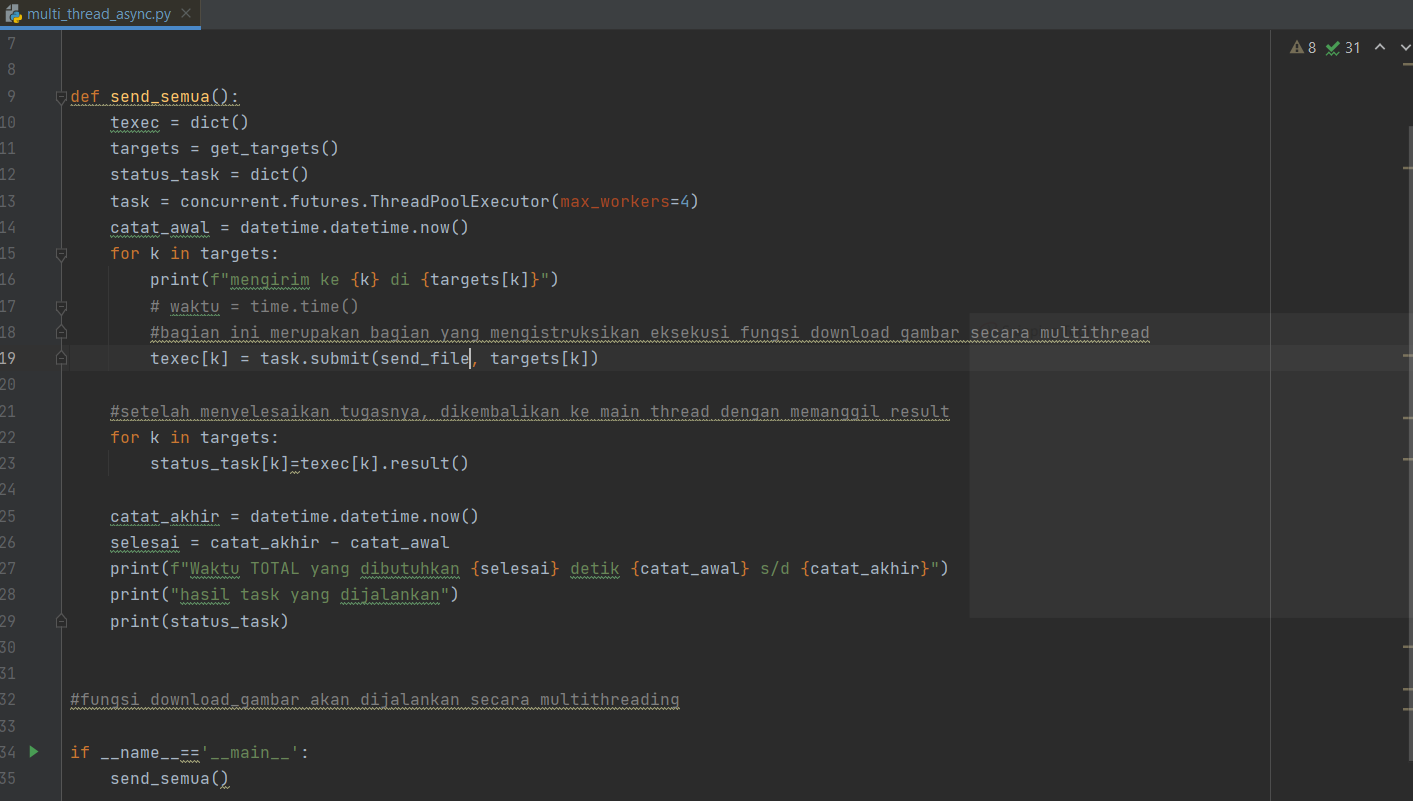 multi_thread_async.py
8 31
7
8
9 def send_semua():
10     texec = dict()
11     targets = get_targets()
12     status_task = dict()
13     task = concurrent.futures.ThreadPoolExecutor(max_workers=4)
14     catat_awal = datetime.datetime.now()
15     for k in targets:
16         print(f"mengirim ke {k} di {targets[k]}")
17         # waktu = time.time()
18         #bagian ini merupakan bagian yang mengistruksikan eksekusi fungsi download gambar secara multithread
19         texec[k] = task.submit(send_file, targets[k])
20
21     #setelah menyelesaikan tugasnya, dikembalikan ke main thread dengan memanggil result
22     for k in targets:
23         status_task[k]=texec[k].result()
24
25     catat_akhir = datetime.datetime.now()
26     selesai = catat_akhir - catat_awal
27     print(f"Waktu TOTAL yang dibutuhkan {selesai} detik {catat_awal} s/d {catat_akhir}")
28     print("hasil task yang dijalankan")
29     print(status_task)
30
31
32 #fungsi download_gambar akan dijalankan secara multithreading
33
34 if __name__=='__main__':
35     send_semua()